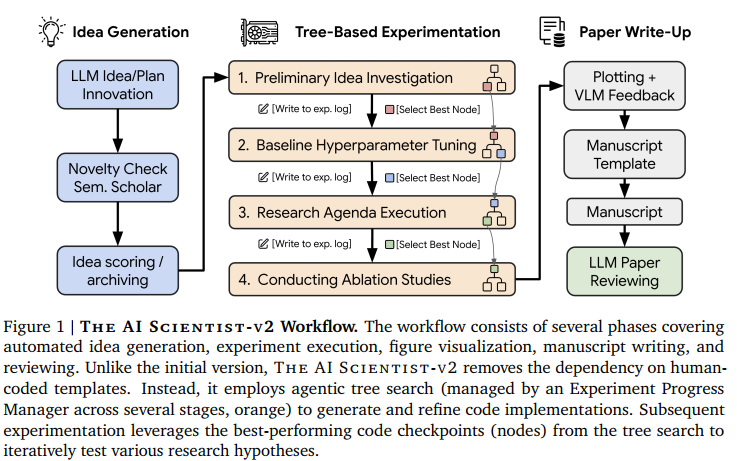 Idea Generation
LLM Idea/Plan
Innovation
Novelty Check
Sem. Scholar
Idea scoring /
archiving
Tree-Based Experimentation
1. Preliminary Idea Investigation
[Write to exp. log]
[Select Best Node]
2. Baseline Hyperparameter Tuning
[Write to exp. log]
[Select Best Node]
3. Research Agenda Execution
[Write to exp. log]
[Select Best Node]
4. Conducting Ablation Studies
Paper Write-Up
Plotting +
VLM Feedback
Manuscript
Template
Manuscript
LLM Paper
Reviewing
Figure 1 | The AI Scientist-v2 Workflow. The workflow consists of several phases covering
automated idea generation, experiment execution, figure visualization, manuscript writing, and
reviewing. Unlike the initial version, The AI Scientist-v2 removes the dependency on human-
coded templates. Instead, it employs agentic tree search (managed by an Experiment Progress
Manager across several stages, orange) to generate and refine code implementations. Subsequent
experimentation leverages the best-performing code checkpoints (nodes) from the tree search to
iteratively test various research hypotheses.